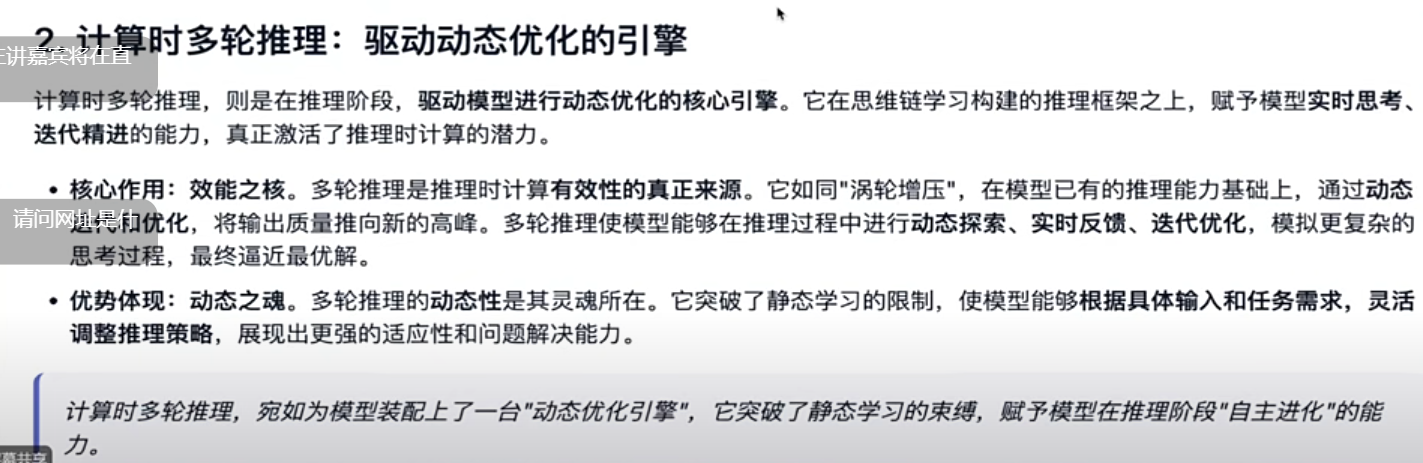 2. 计算时多轮推理：驱动动态优化的引擎
主讲嘉宾将在直
计算时多轮推理，则是在推理阶段，驱动模型进行动态优化的核心引擎。它在思维链学习构建的推理框架之上，赋予模型实时思考、
迭代精进的能力，真正激活了推理时计算的潜力。
• 核心作用：效能之核。多轮推理是推理时计算有效性的真正来源。它如同"涡轮增压"，在模型已有的推理能力基础上，通过动态
请问网址是什
迭代和优化，将输出质量推向新的高峰。多轮推理使模型能够在推理过程中进行动态探索、实时反馈、迭代优化，模拟更复杂的
思考过程，最终逼近最优解。
• 优势体现：动态之魂。多轮推理的动态性是其灵魂所在。它突破了静态学习的限制，使模型能够根据具体输入和任务需求，灵活
调整推理策略，展现出更强的适应性和问题解决能力。
计算时多轮推理，宛如为模型装配上了一台"动态优化引擎"，它突破了静态学习的束缚，赋予模型在推理阶段"自主进化"的能
力。
幕共享